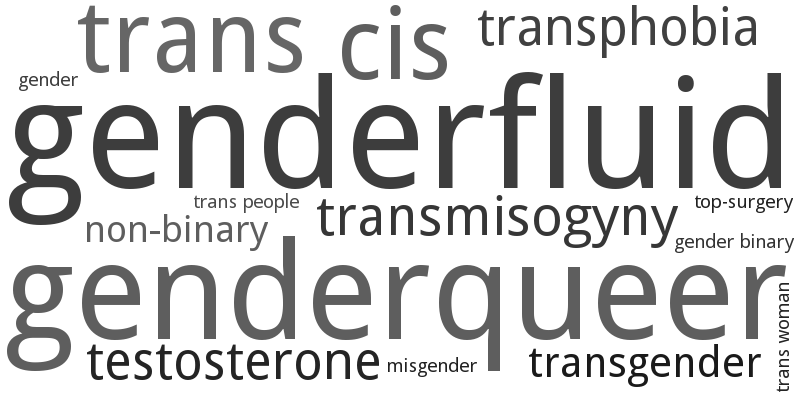 trans cis transphobia
gender
genderfluid
trans people
top-surgery
non-binary transmisogyny
gender binary
genderqueer
trans woman
testosterone misgender transgender